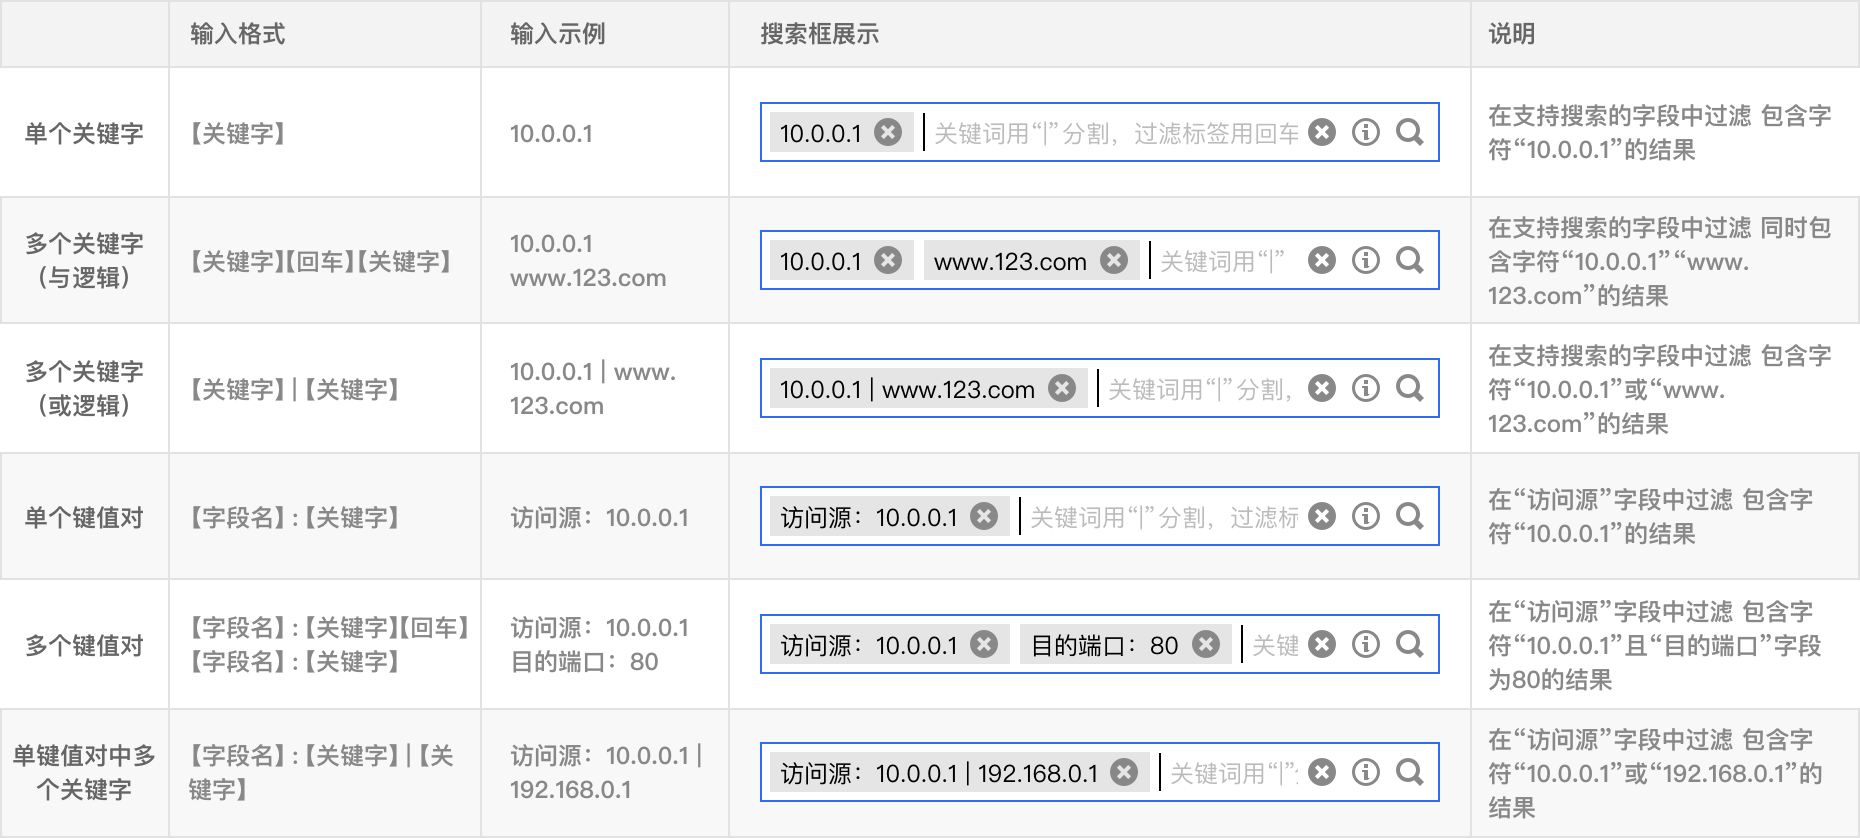 输入格式
输入示例
搜索框展示
说明
单个关键字
【关键字】
10.0.0.1
10.0.0.1
关键词用“|”分割，过滤标签用回车
在支持搜索的字段中过滤 包含字
符“10.0.0.1”的结果
多个关键字
（与逻辑）
【关键字】【回车】【关键字】
10.0.0.1
www.123.com
10.0.0.1
www.123.com
关键词用“|”
在支持搜索的字段中过滤 同时包
含字符“10.0.0.1”“www.
123.com”的结果
多个关键字
（或逻辑）
【关键字】|【关键字】
10.0.0.1 | www.
123.com
10.0.0.1 | www.123.com
关键词用“|”分割，
在支持搜索的字段中过滤 包含字
符“10.0.0.1”或“www.
123.com”的结果
单个键值对
【字段名】:【关键字】
访问源：10.0.0.1
访问源：10.0.0.1
关键词用“|”分割，过滤标
在“访问源”字段中过滤 包含字
符“10.0.0.1”的结果
多个键值对
【字段名】:【关键字】【回车】
【字段名】:【关键字】
访问源：10.0.0.1
目的端口：80
访问源：10.0.0.1
目的端口：80
关键
在“访问源”字段中过滤 包含字
符“10.0.0.1”且“目的端口”字段
为80的结果
单键值对中多
个关键字
【字段名】:【关键字】|【关
键字】
访问源：10.0.0.1 |
192.168.0.1
访问源：10.0.0.1 | 192.168.0.1
关键词用“|”
在“访问源”字段中过滤 包含字
符“10.0.0.1”或“192.168.0.1”的
结果